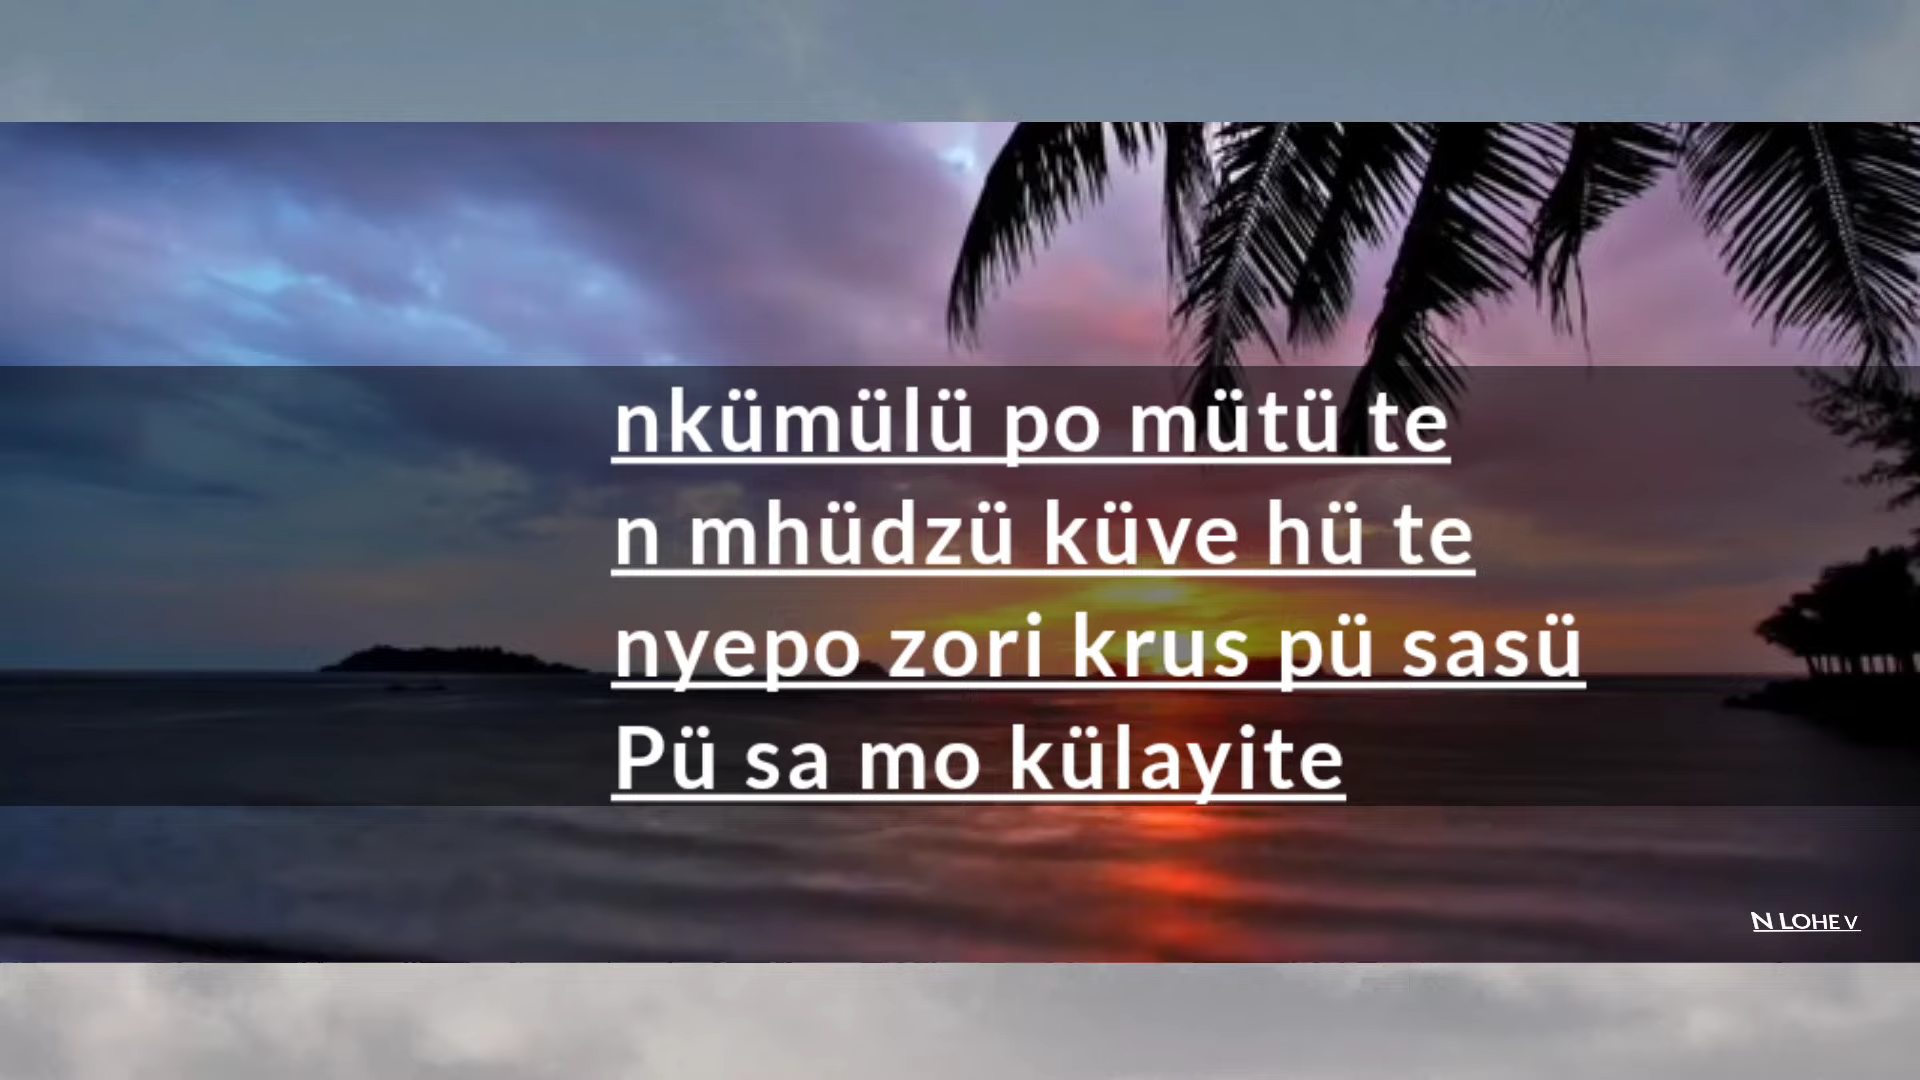 nkümülü po mütü te
n mhüdzü küve hü te
nyepo zori krus pü sasü
Pü sa mo külayite
N LOHE V